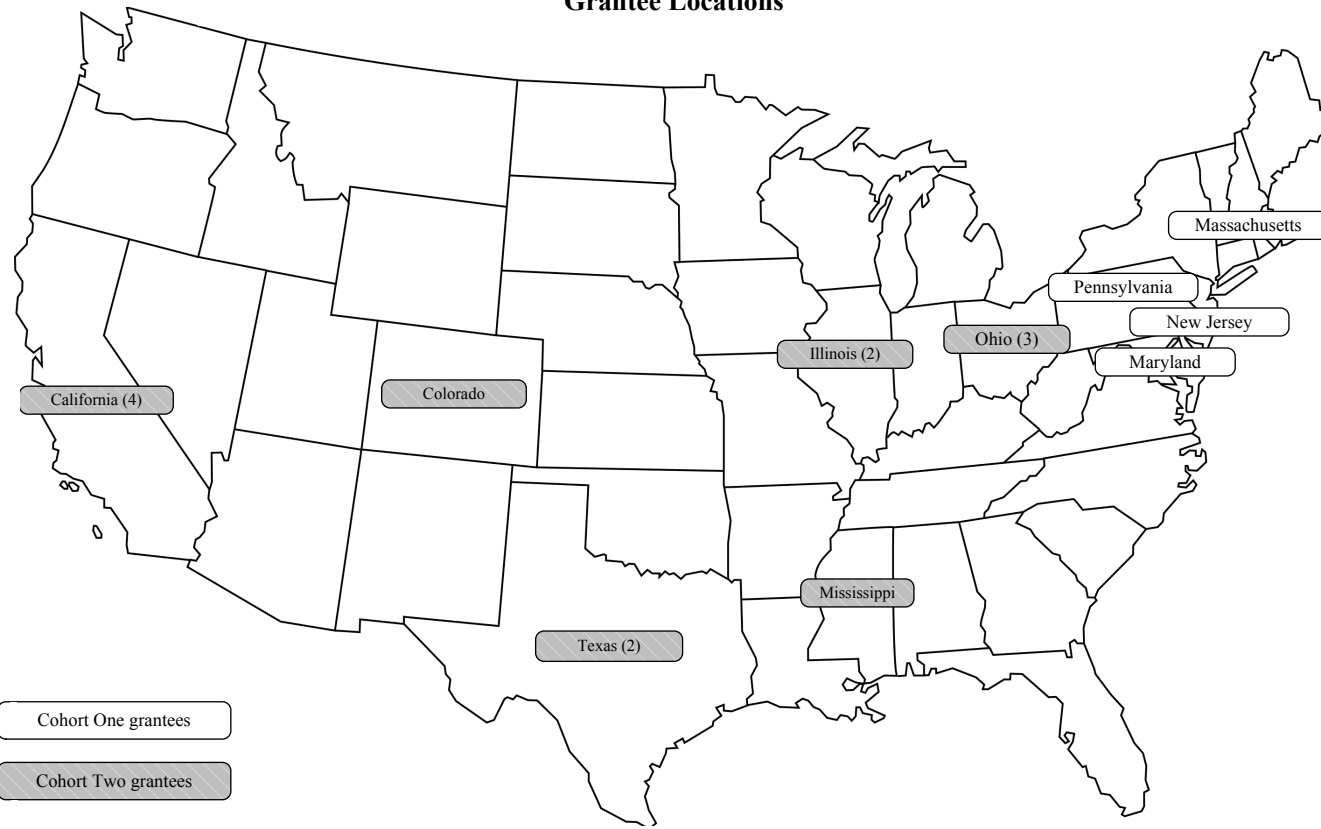 Grantee Locations
Massachusetts
Pennsylvania
New Jersey
Ohio (3)
Illinois (2)
Maryland
Colorado
California (4)
Mississippi
Texas (2)
Cohort One grantees
Cohort Two grantees